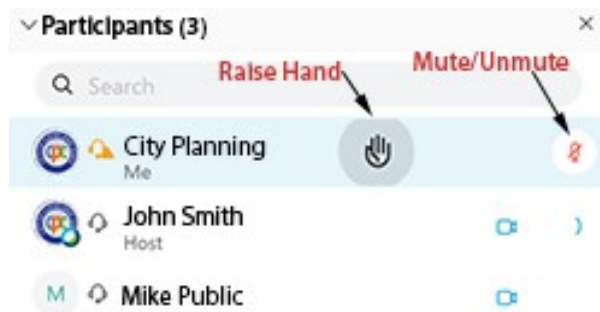 Participants (3)
Search
Raise Hand
Mute/Unmute
City Planning
Me
John Smith
Host
M
Mike Public